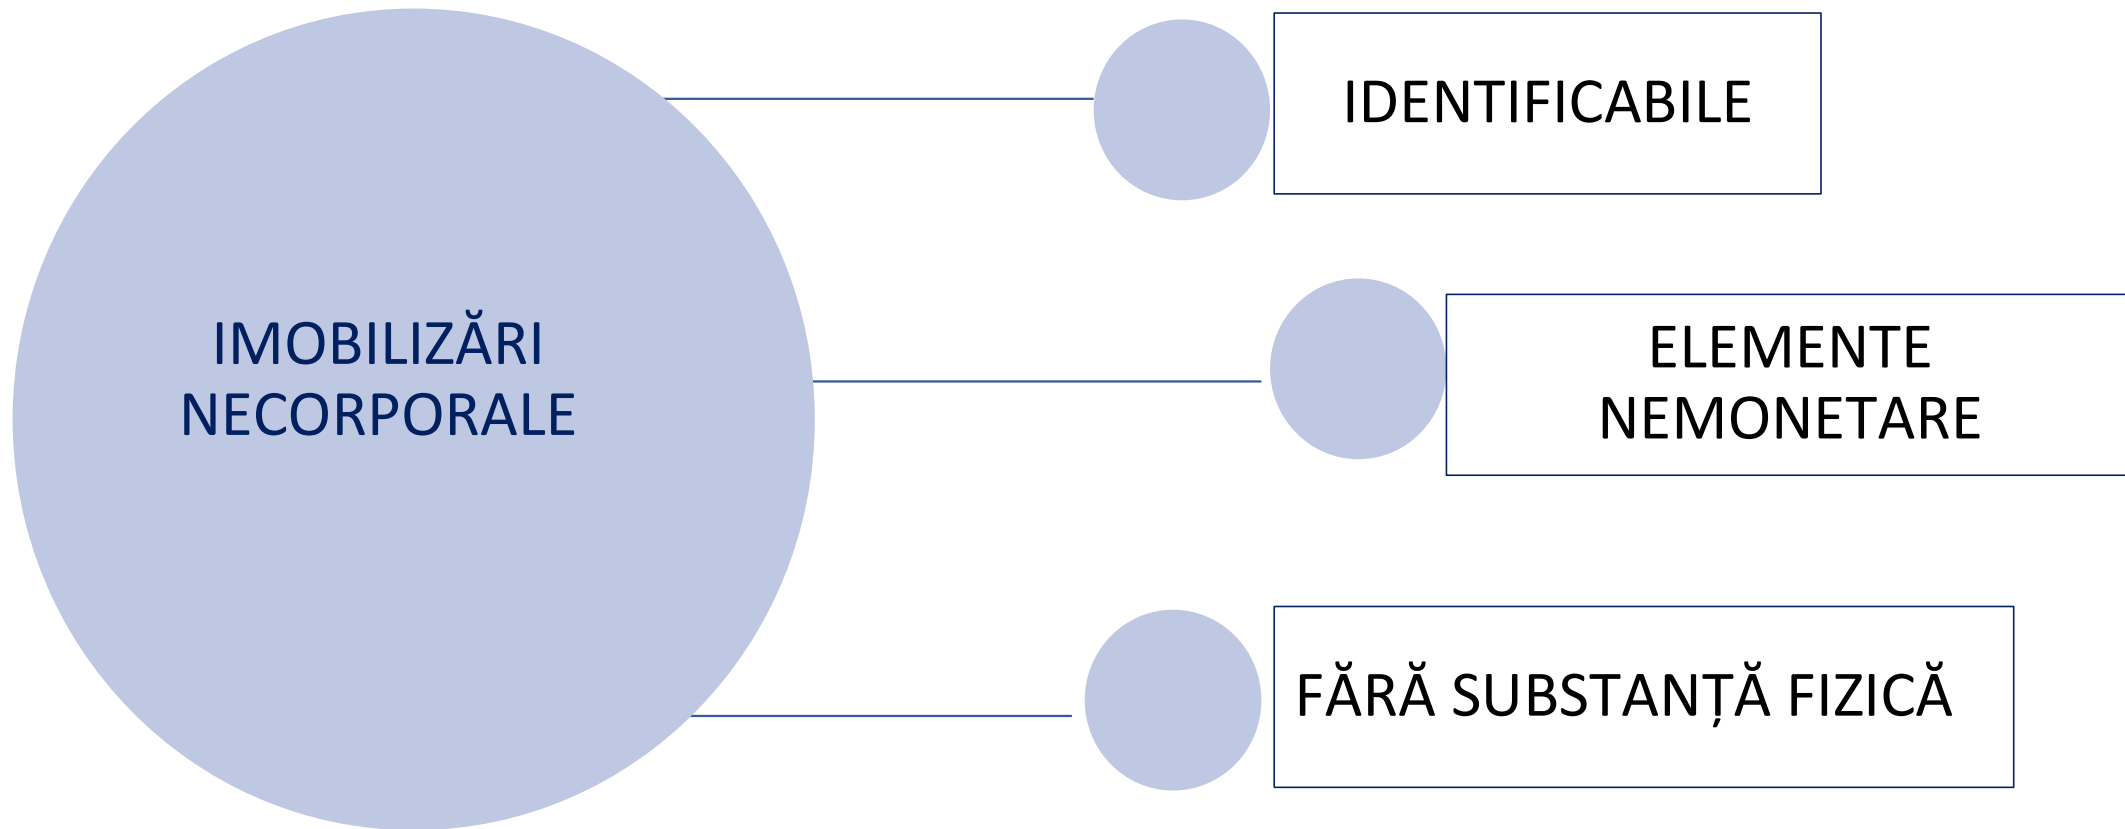 IMOBILIZĂRI
NECORPORALE
IDENTIFICABILE
ELEMENTE
NEMONETARE
FĂRĂ SUBSTANȚĂ FIZICĂ